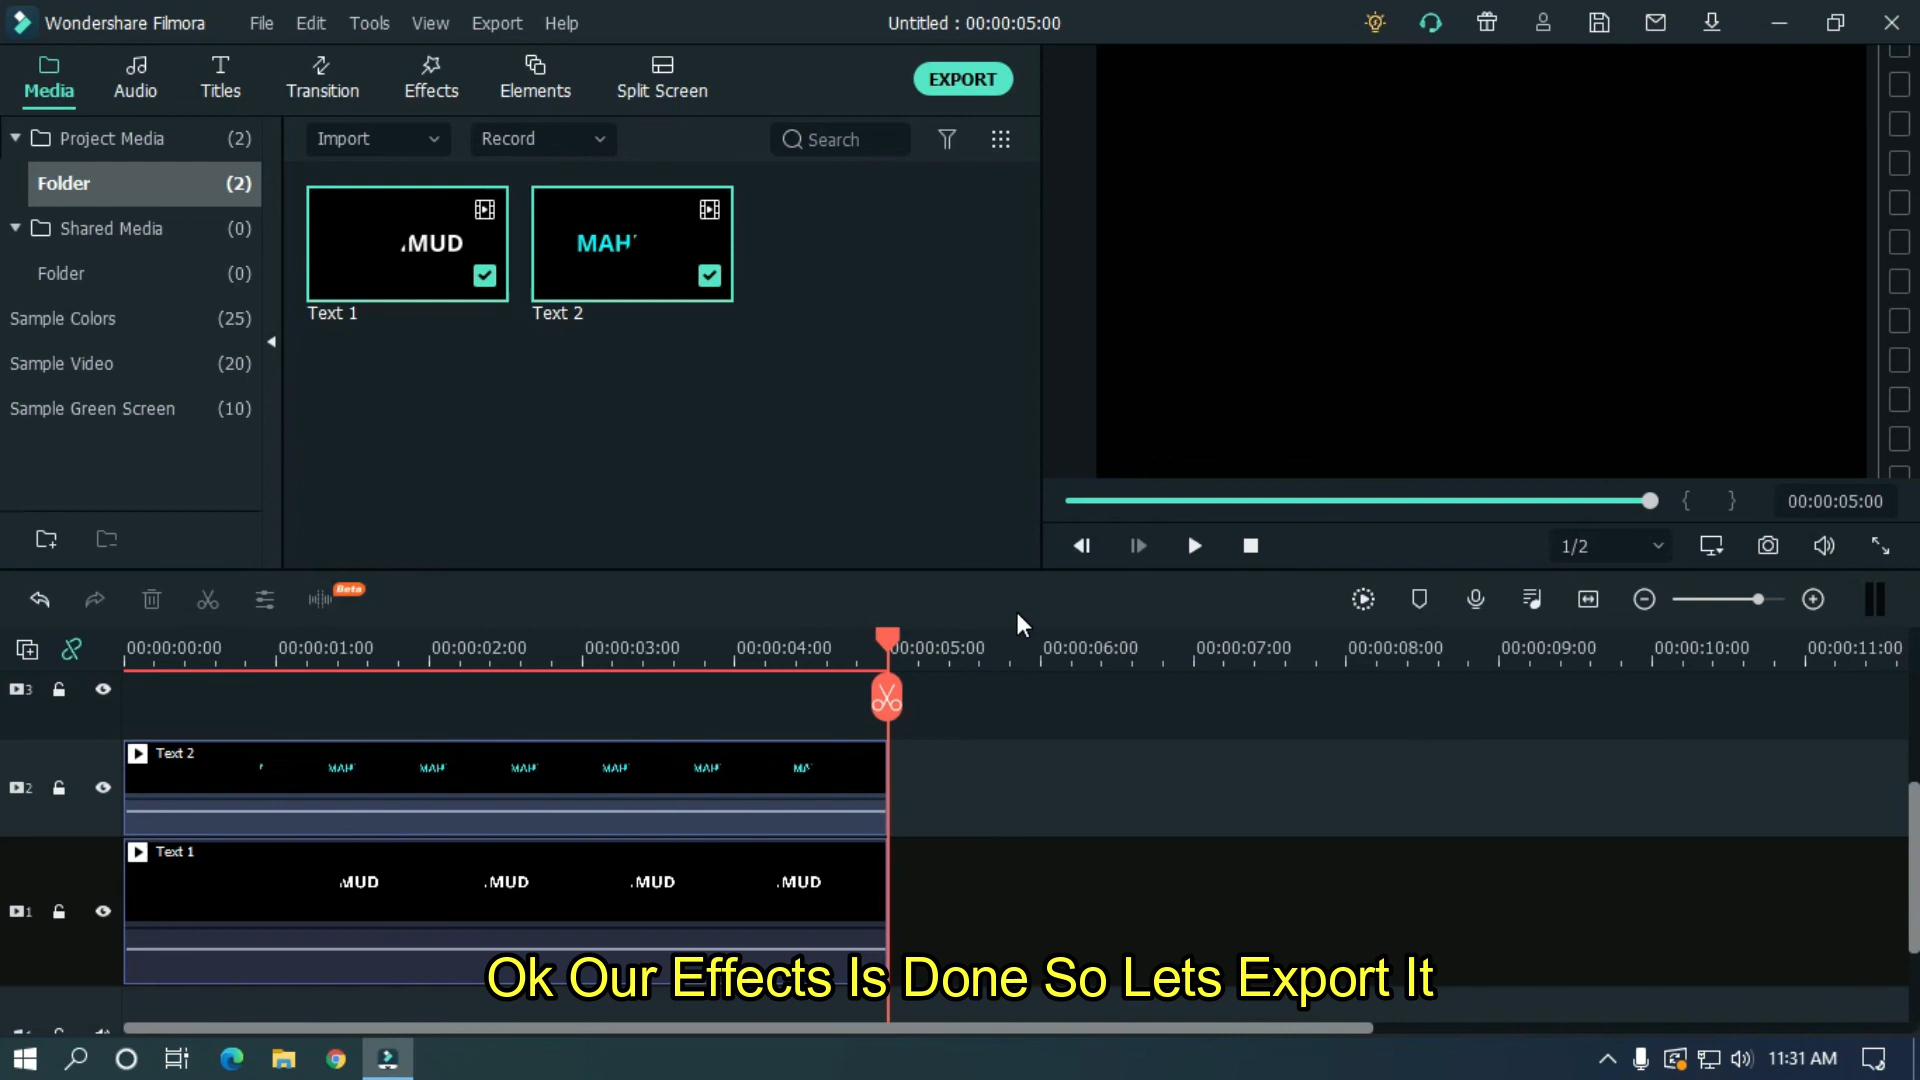 Wondershare Filmora
File Edit Tools View Export Help
Untitled : 00:00:05:00
Media Audio Titles Transition Effects Elements Split Screen
EXPORT
Project Media (2)
Folder (2)
Shared Media (0)
Folder (0)
Sample Colors (25)
Sample Video (20)
Sample Green Screen (10)
Import Record Search
.MUD
MAH'
Text 1
Text 2
{ } 00:00:05:00
1/2
Beta
00:00:00:00 00:00:01:00 00:00:02:00 00:00:03:00 00:00:04:00 00:00:05:00 00:00:06:00 00:00:07:00 00:00:08:00 00:00:09:00 00:00:10:00 00:00:11:00
3
Text 2
2
MAH' MAH' MAH' MAH' MAH' MA'
Text 1
1
.MUD .MUD .MUD .MUD
Ok Our Effects Is Done So Lets Export It
11:31 AM